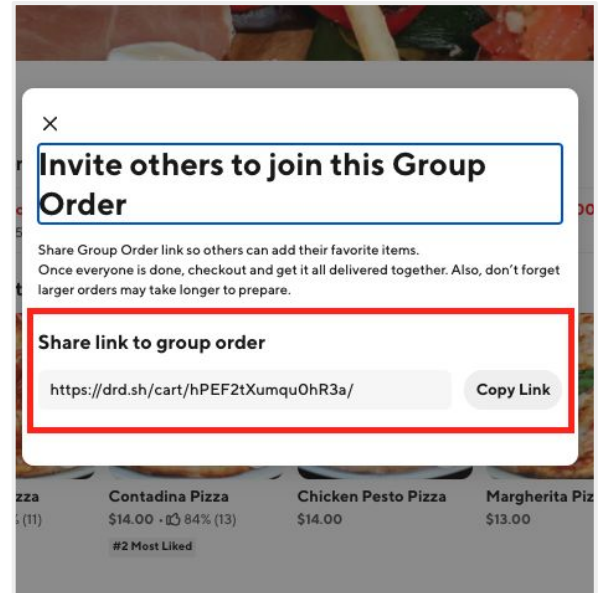 Invite others to join this Group
Order
Share Group Order link so others can add their favorite items.
Once everyone is done, checkout and get it all delivered together. Also, don’t forget
larger orders may take longer to prepare.
Share link to group order
https://drd.sh/cart/hPEF2tXumqu0hR3a/
Copy Link
Contadina Pizza
Chicken Pesto Pizza
Margherita
(11)
$14.00 · 84% (13)
$14.00
$13.00
#2 Most Liked